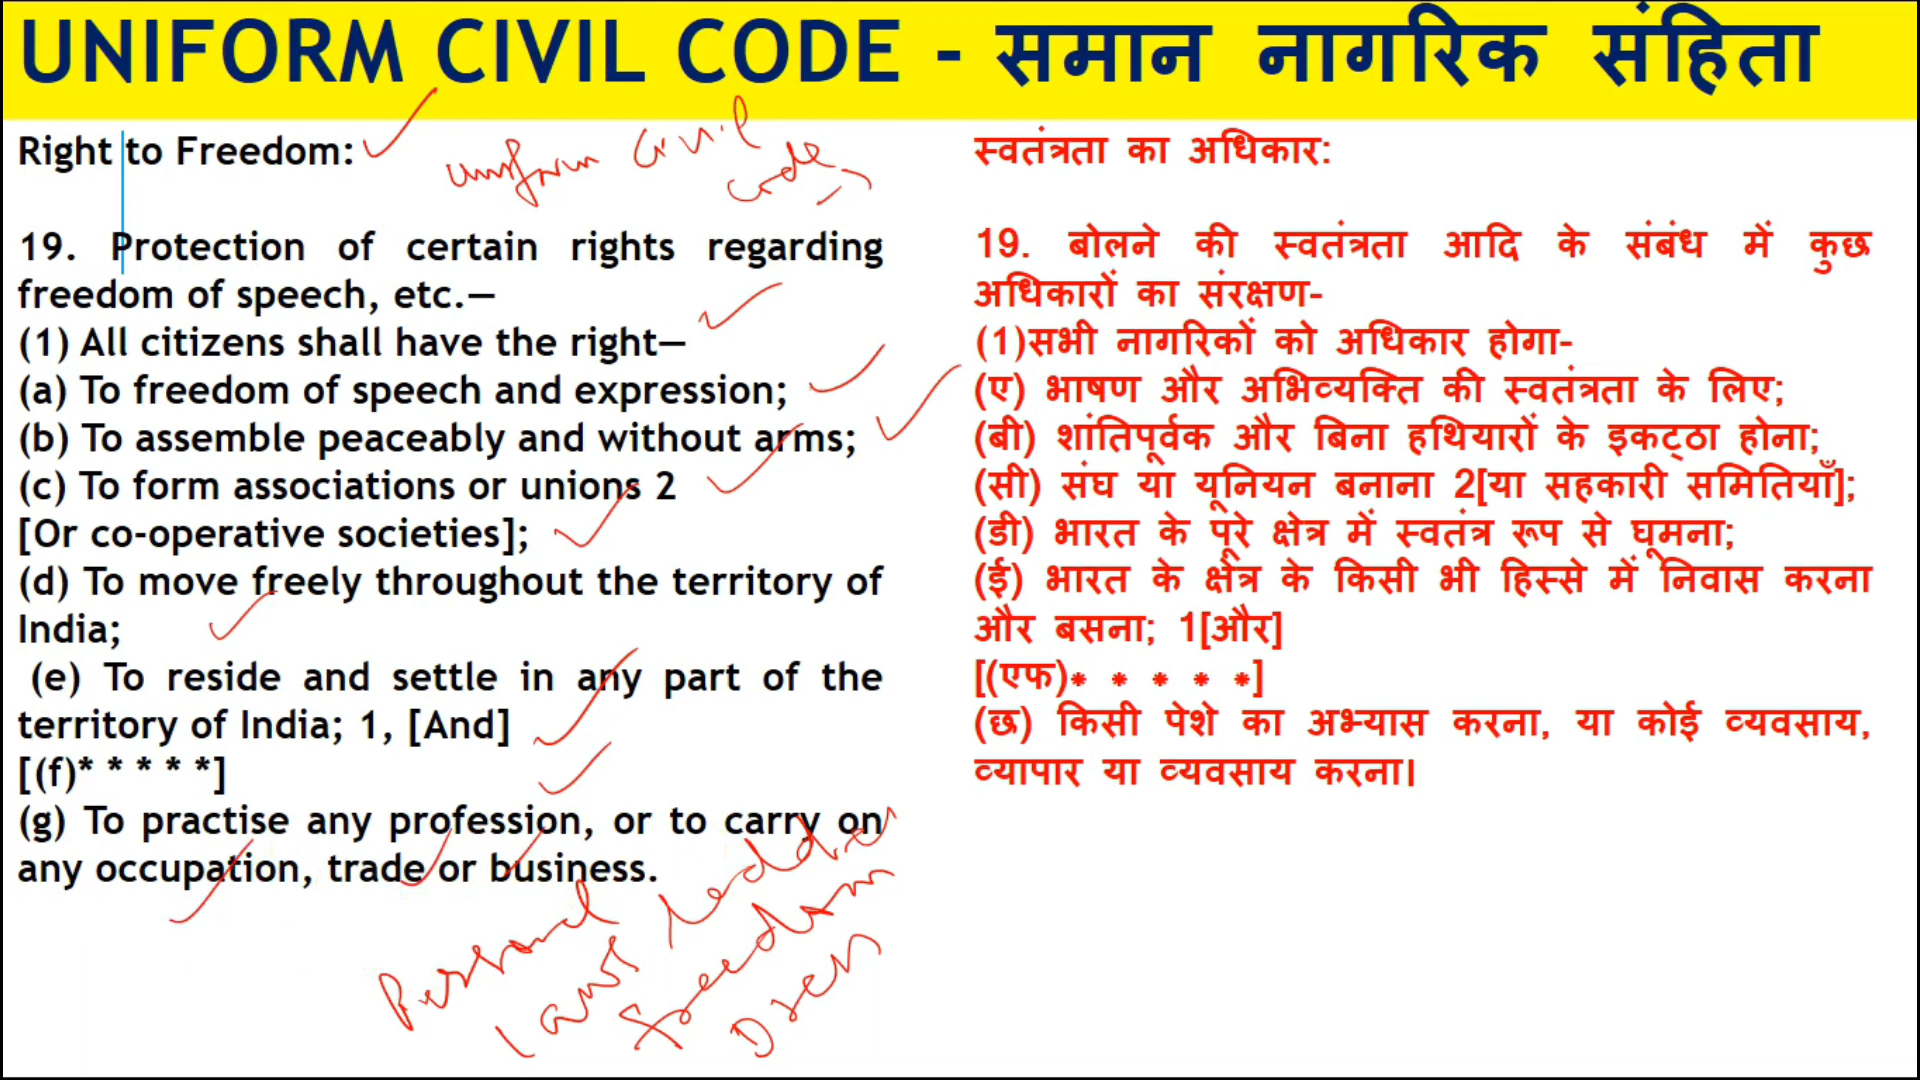 UNIFORM CIVIL CODE - समान नागरिक संहिता
Right to Freedom:
uniform Civil
code
19. Protection of certain rights regarding
freedom of speech, etc.—
(1) All citizens shall have the right—
(a) To freedom of speech and expression;
(b) To assemble peaceably and without arms;
(c) To form associations or unions 2
[Or co-operative societies];
(d) To move freely throughout the territory of
India;
(e) To reside and settle in any part of the
territory of India; 1, [And]
[(f)* * * * *]
(g) To practise any profession, or to carry on
any occupation, trade or business.
Personal
Laws
freedom
Dress
स्वतंत्रता का अधिकार:
19. बोलने की स्वतंत्रता आदि के संबंध में कुछ
अधिकारों का संरक्षण-
(1)सभी नागरिकों को अधिकार होगा-
(ए) भाषण और अभिव्यक्ति की स्वतंत्रता के लिए;
(बी) शांतिपूर्वक और बिना हथियारों के इकट्ठा होना;
(सी) संघ या यूनियन बनाना 2[या सहकारी समितियाँ];
(डी) भारत के पूरे क्षेत्र में स्वतंत्र रूप से घूमना;
(ई) भारत के क्षेत्र के किसी भी हिस्से में निवास करना
और बसना; 1[और]
[(एफ)* * * * *]
(छ) किसी पेशे का अभ्यास करना, या कोई व्यवसाय,
व्यापार या व्यवसाय करना।